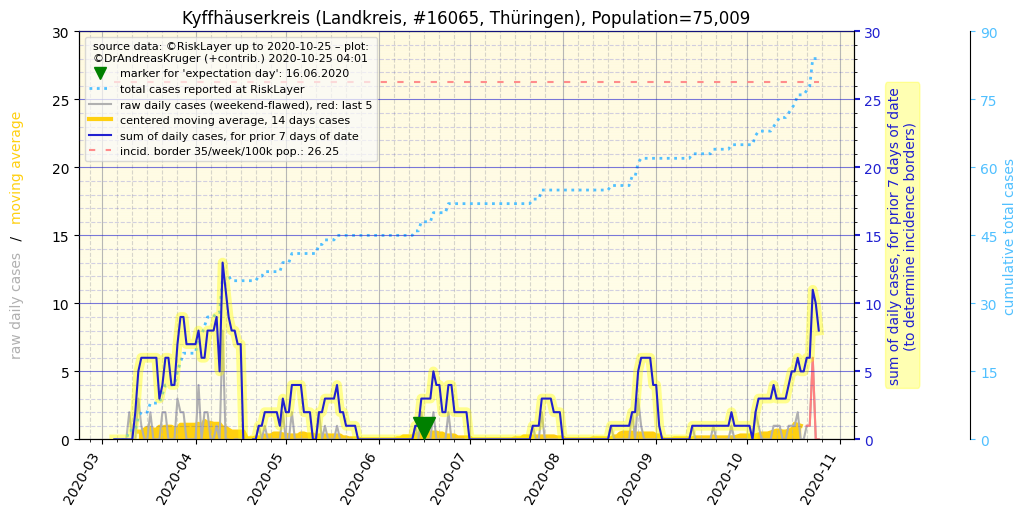 Kyffhäuserkreis (Landkreis, #16065, Thüringen), Population=75,009
source data: ©RiskLayer up to 2020-10-25 – plot:
©DrAndreasKruger (+contrib.) 2020-10-25 04:01
marker for 'expectation day': 16.06.2020
total cases reported at RiskLayer
raw daily cases (weekend-flawed), red: last 5
centered moving average, 14 days cases
sum of daily cases, for prior 7 days of date
incid. border 35/week/100k pop.: 26.25
raw daily cases / moving average
30
25
20
15
10
5
0
2020-03
2020-04
2020-05
2020-06
2020-07
2020-08
2020-09
2020-10
2020-11
30
25
20
15
10
5
0
sum of daily cases, for prior 7 days of date
(to determine incidence borders)
90
75
60
45
30
15
0
cumulative total cases